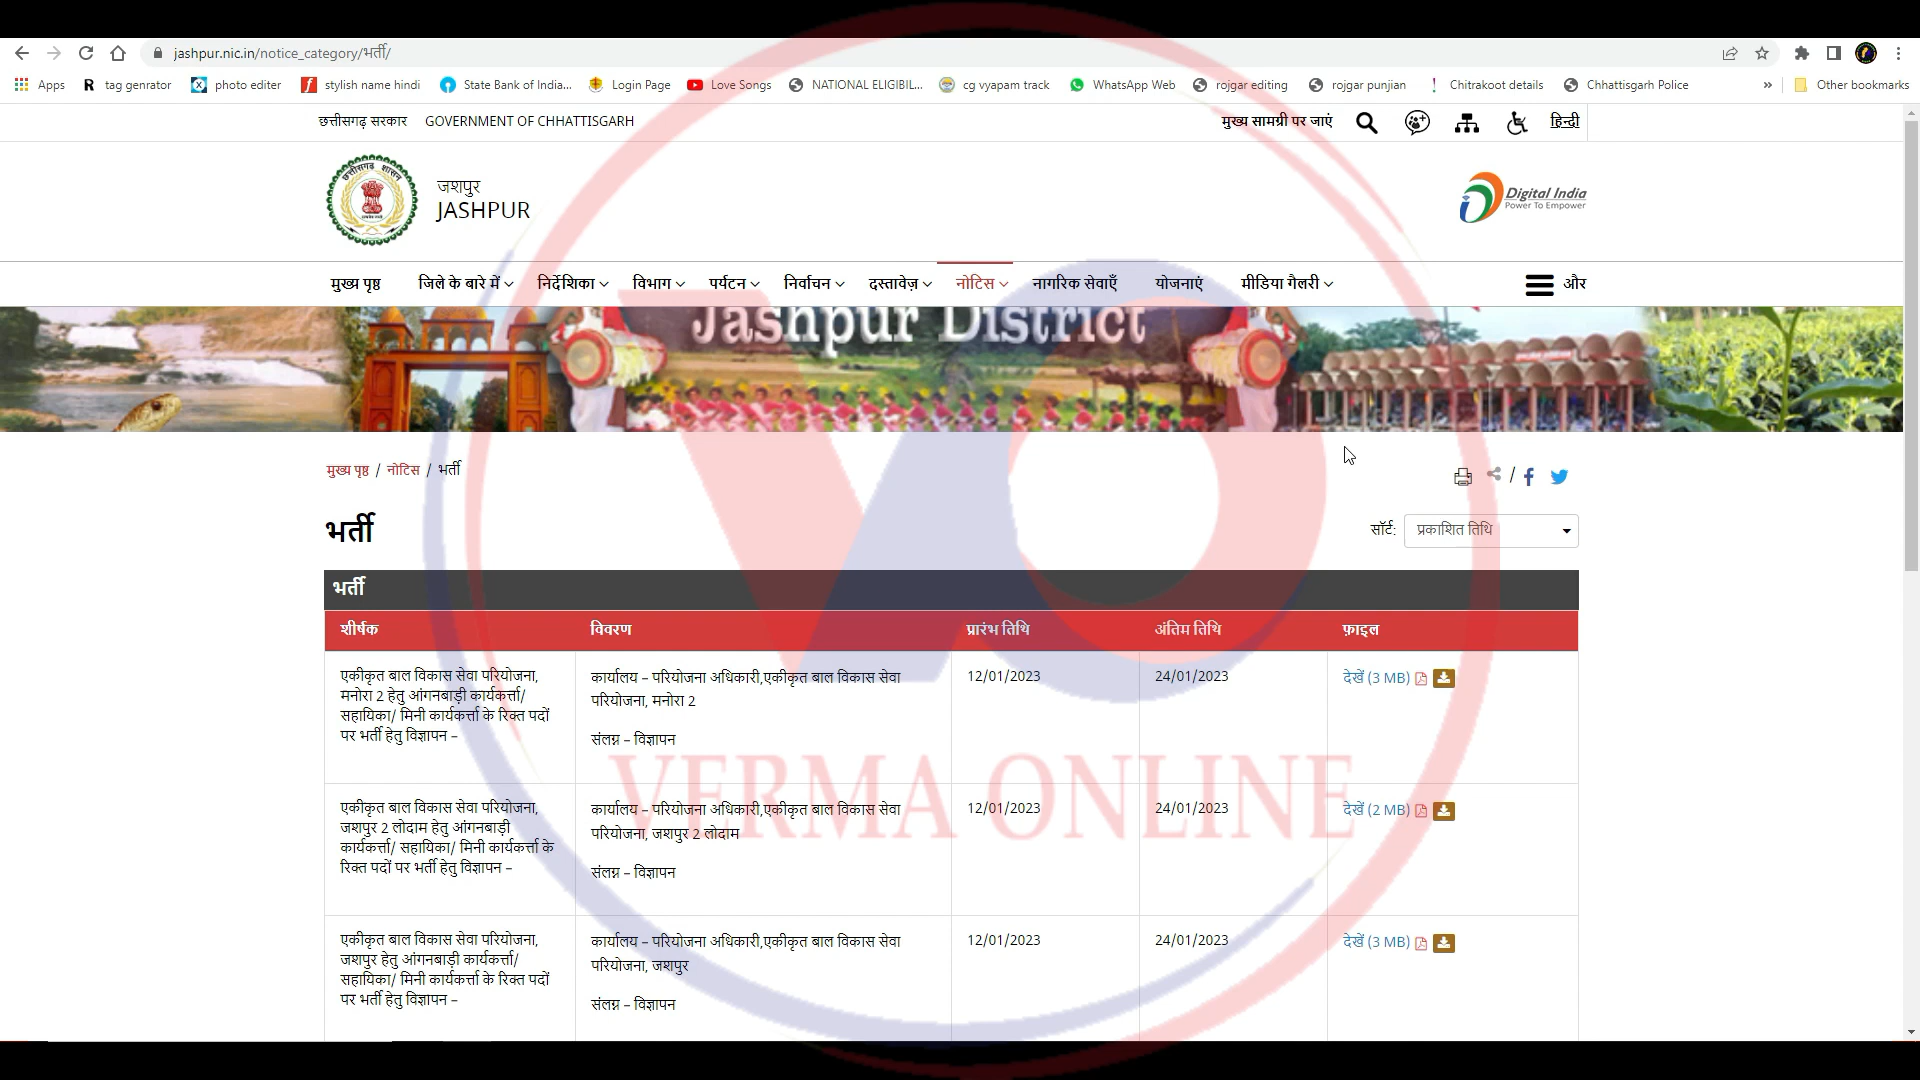 jashpur.nic.in/notice_category/भर्ती/
Apps tag genrator photo editer stylish name hindi State Bank of India... Login Page Love Songs NATIONAL ELIGIBIL... cg vyapam track WhatsApp Web rojgar editing rojgar punjian Chitrakoot details Chhattisgarh Police » Other bookmarks
छत्तीसगढ़ सरकार GOVERNMENT OF CHHATTISGARH मुख्य सामग्री पर जाएं हिन्दी
छत्तीसगढ़ शासन
जशपुर
JASHPUR
Digital India
Power To Empower
मुख्य पृष्ठ जिले के बारे में निर्देशिका विभाग पर्यटन निर्वाचन दस्तावेज़ नोटिस नागरिक सेवाएँ योजनाएं मीडिया गैलरी और
Jashpur District
मुख्य पृष्ठ / नोटिस / भर्ती
भर्ती
सॉर्ट: प्रकाशित तिथि
भर्ती
शीर्षक विवरण प्रारंभ तिथि अंतिम तिथि फ़ाइल
एकीकृत बाल विकास सेवा परियोजना,
मनोरा 2 हेतु आंगनबाड़ी कार्यकर्त्ता/
सहायिका/ मिनी कार्यकर्त्ता के रिक्त पदों
पर भर्ती हेतु विज्ञापन –
कार्यालय – परियोजना अधिकारी,एकीकृत बाल विकास सेवा
परियोजना, मनोरा 2
संलग्न – विज्ञापन
12/01/2023
24/01/2023
देखें (3 MB)
एकीकृत बाल विकास सेवा परियोजना,
जशपुर 2 लोदाम हेतु आंगनबाड़ी
कार्यकर्त्ता/ सहायिका/ मिनी कार्यकर्त्ता के
रिक्त पदों पर भर्ती हेतु विज्ञापन –
कार्यालय – परियोजना अधिकारी,एकीकृत बाल विकास सेवा
परियोजना, जशपुर 2 लोदाम
संलग्न – विज्ञापन
12/01/2023
24/01/2023
देखें (2 MB)
एकीकृत बाल विकास सेवा परियोजना,
जशपुर हेतु आंगनबाड़ी कार्यकर्त्ता/
सहायिका/ मिनी कार्यकर्त्ता के रिक्त पदों
पर भर्ती हेतु विज्ञापन –
कार्यालय – परियोजना अधिकारी,एकीकृत बाल विकास सेवा
परियोजना, जशपुर
संलग्न – विज्ञापन
12/01/2023
24/01/2023
देखें (3 MB)
VO
VERMA ONLINE